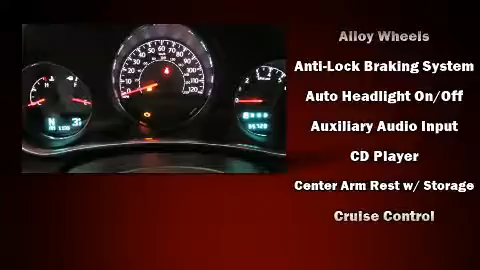 Alloy Wheels
Anti-Lock Braking System
Auto Headlight On/Off
Auxiliary Audio Input
CD Player
Center Arm Rest w/ Storage
Cruise Control